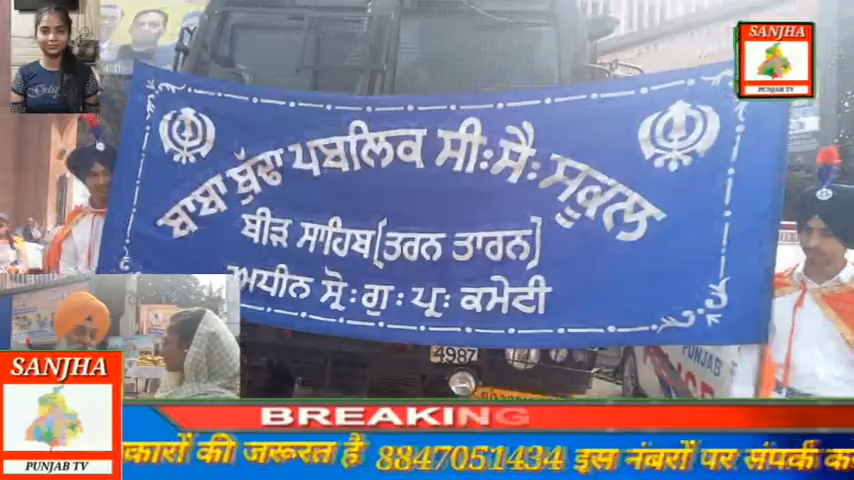 SANJHA
PUNJAB TV
ਬਾਬਾ ਬੁੱਢਾ ਪਬਲਿਕ ਸੀ:ਸੈ: ਸਕੂਲ
ਬੀੜ ਸਾਹਿਬ(ਤਰਨ ਤਾਰਨ)
ਅਧੀਨ ਸ਼੍ਰੋ:ਗੁ:ਪ੍ਰ:ਕਮੇਟੀ
4987
PUNJAB
SANJHA
PUNJAB TV
BREAKING
की जरूरत है 8847051434 इस नंबरों पर संपर्क